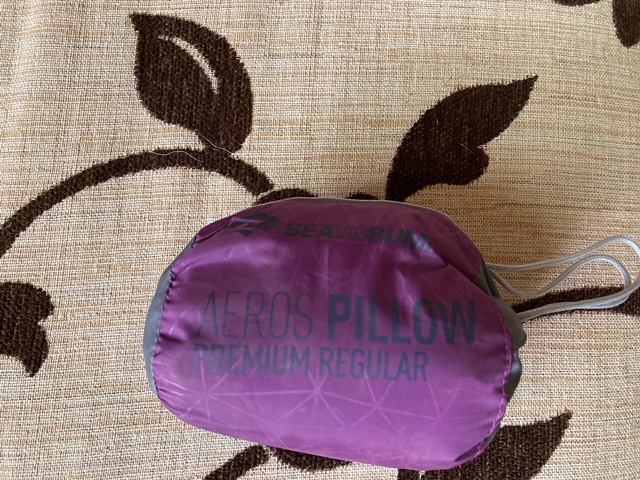 SEA TO SUMMIT
AEROS PILLOW
PREMIUM REGULAR